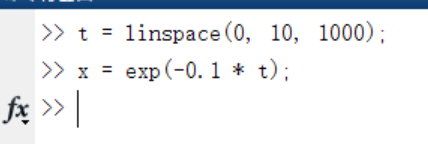 >> t = linspace(0, 10, 1000);
>> x = exp(-0.1 * t);
fx >>